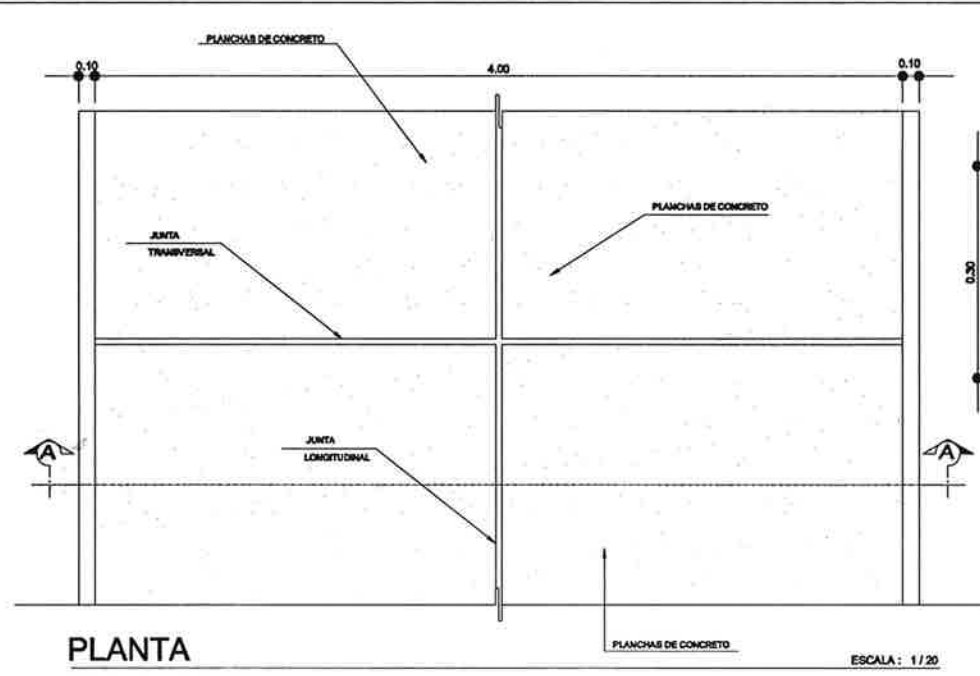 PLANCHAS DE CONCRETO
0.10
4.00
0.10
PLANCHAS DE CONCRETO
JUNTA
TRANSVERSAL
0.30
JUNTA
LONGITUDINAL
A
A
PLANCHAS DE CONCRETO
PLANTA
ESCALA : 1 / 20